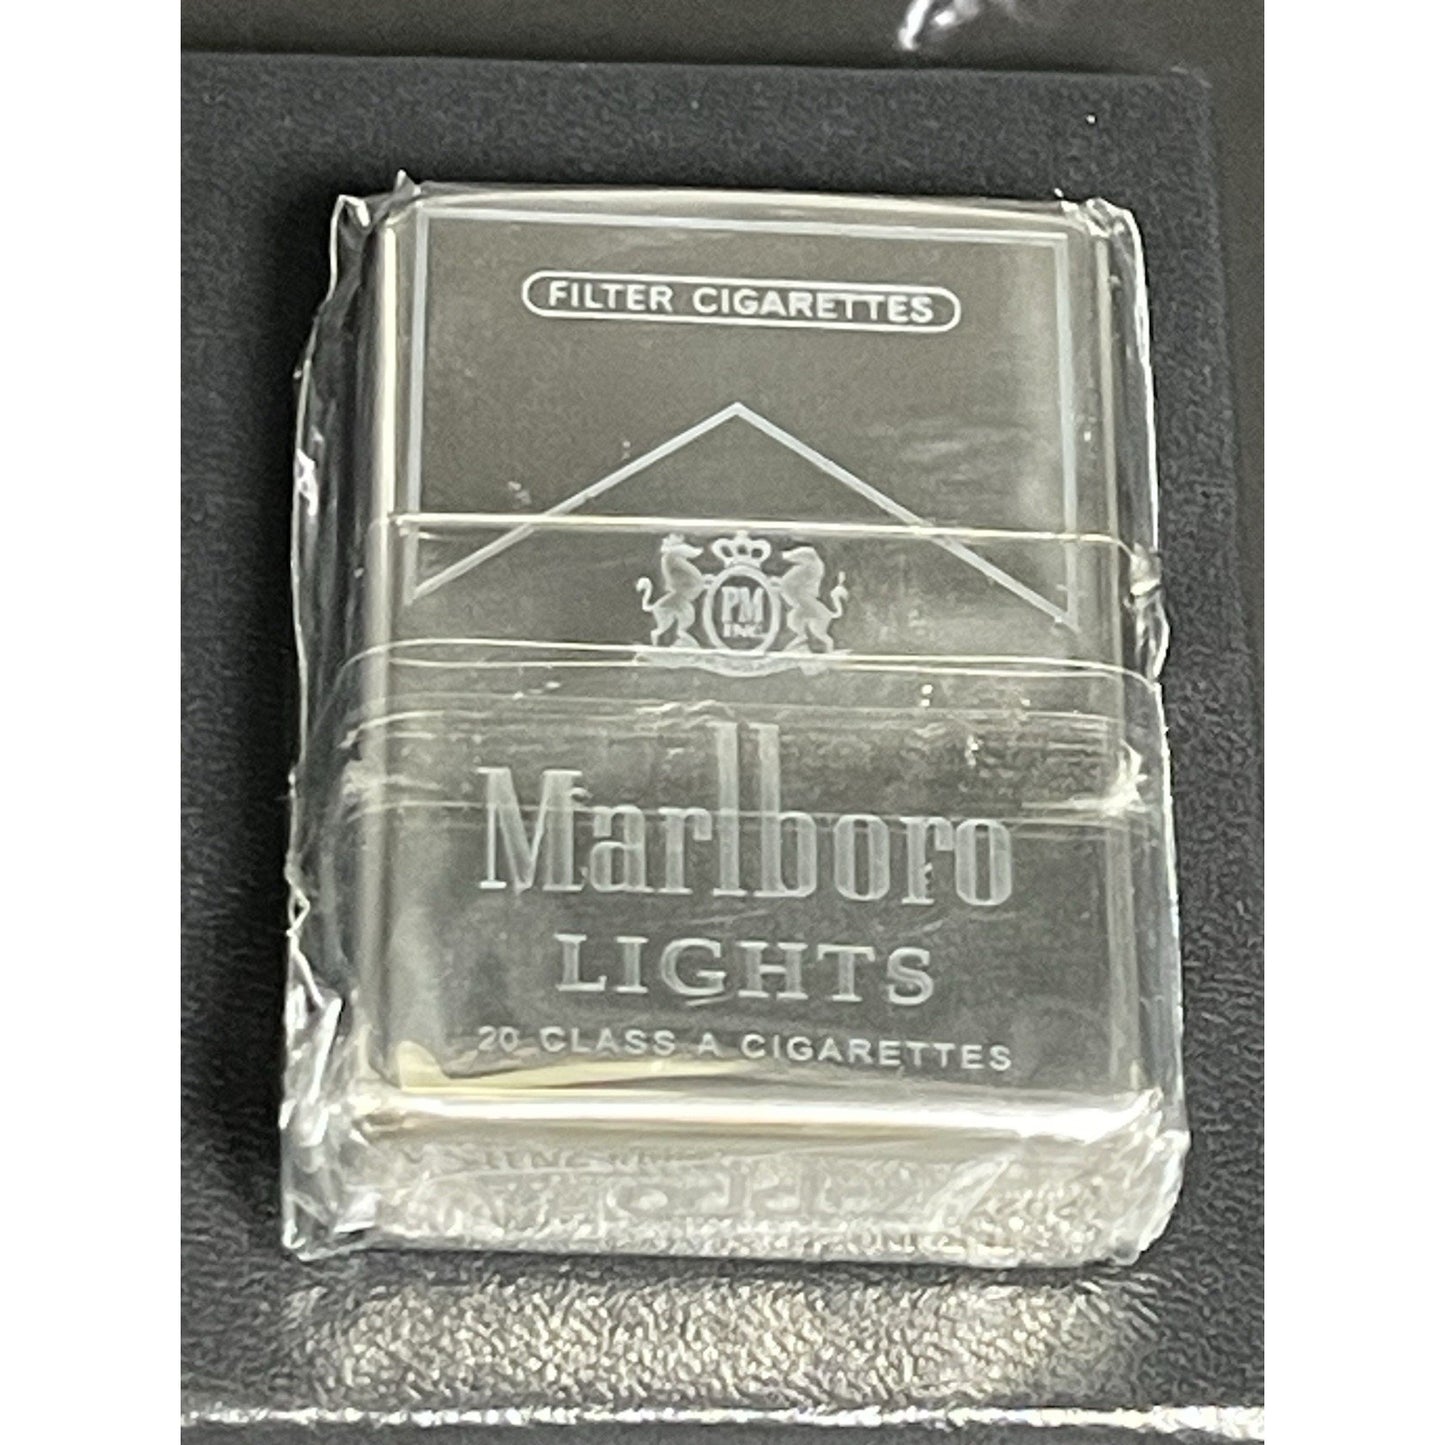 FILTER CIGARETTES
PM
INC.
Marlboro
LIGHTS
20 CLASS A CIGARETTES